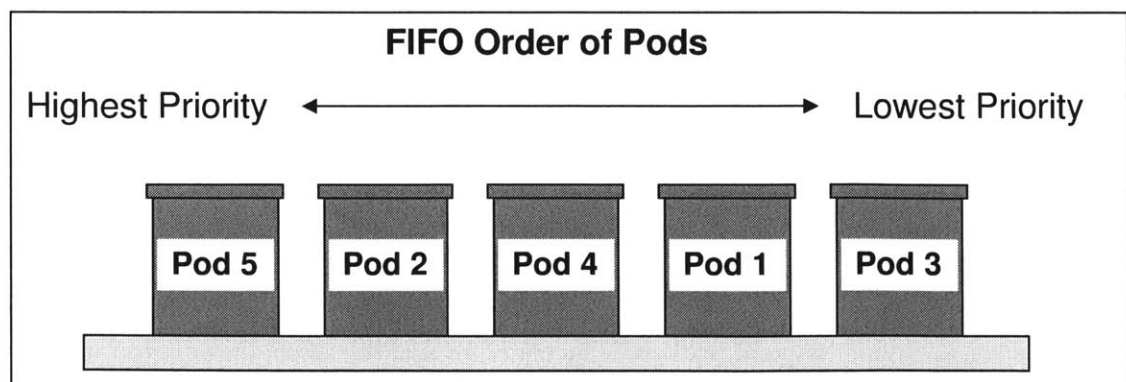 FIFO Order of Pods
Highest Priority Lowest Priority
Pod 5 Pod 2 Pod 4 Pod 1 Pod 3